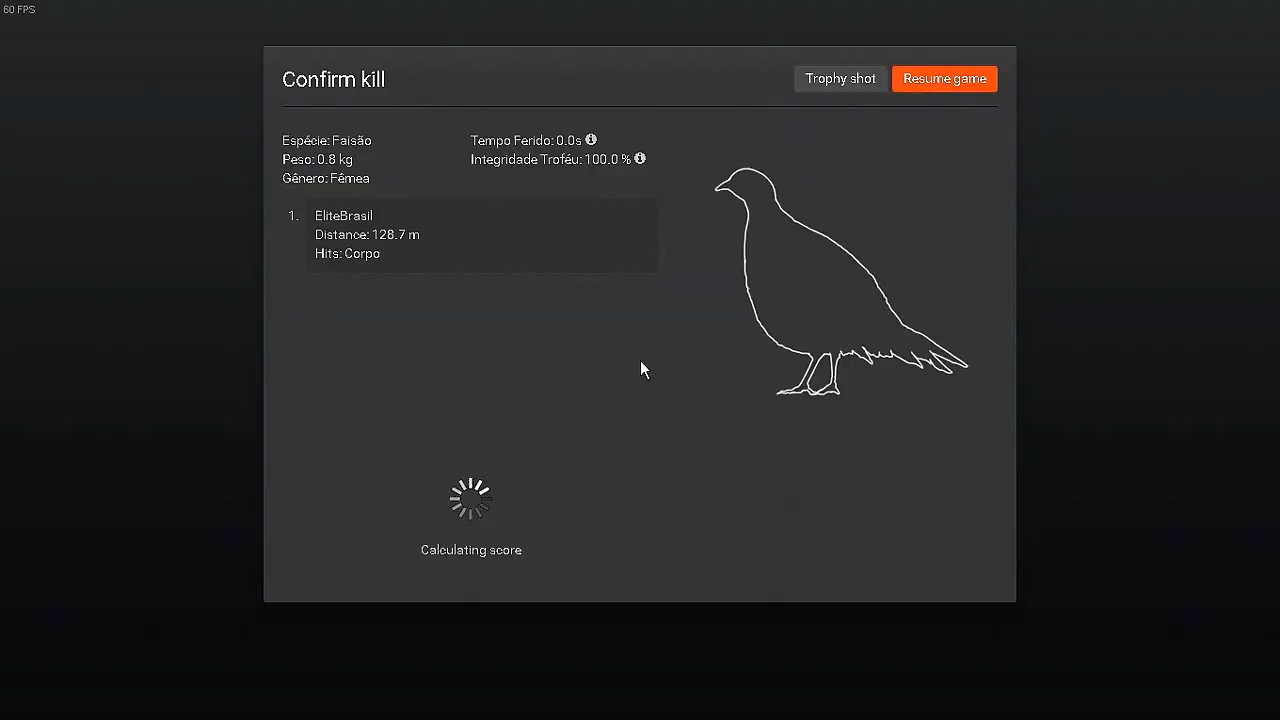 60 FPS
Confirm kill
Trophy shot
Resume game
Espécie: Faisão
Peso: 0.8 kg
Gênero: Fêmea
Tempo Ferido: 0.0s
Integridade Troféu: 100.0 %
1.
EliteBrasil
Distance: 128.7 m
Hits: Corpo
Calculating score